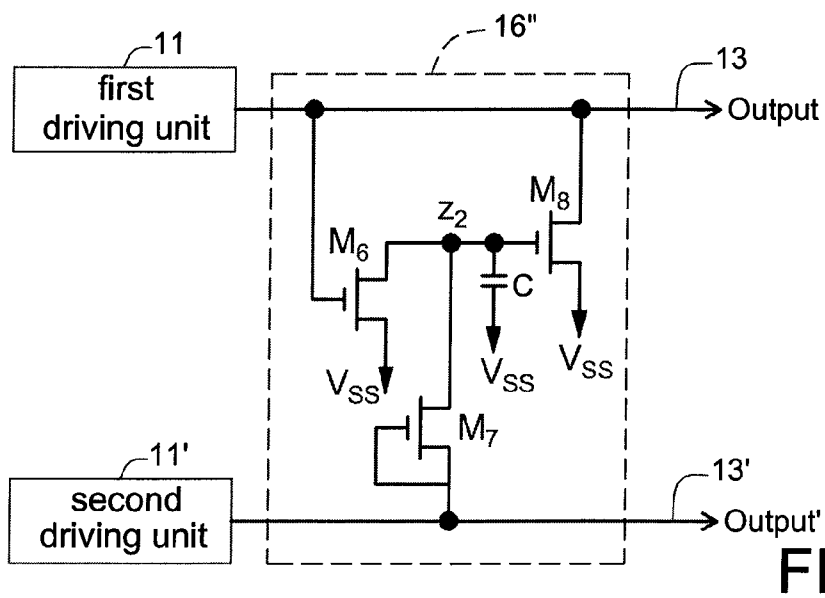 11
16"
13
first
driving unit
Output
M8
z2
M6
C
VSS
VSS
VSS
M7
11'
13'
second
driving unit
Output'
FI